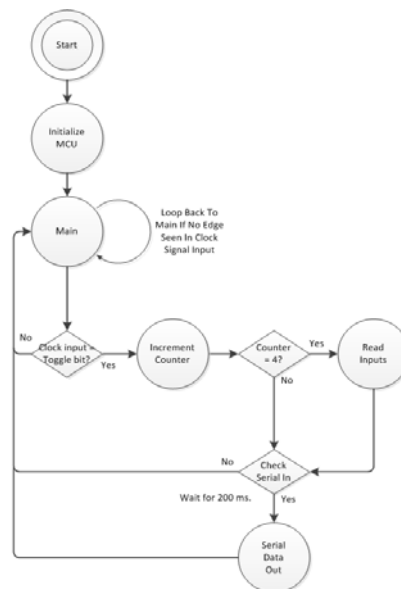 Start
Initialize
MCU
Main
Loop Back To
Main If No Edge
Seen In Clock
Signal Input
No
Clock input =
Toggle bit?
Yes
Increment
Counter
Counter
= 4?
Yes
Read
Inputs
No
No
Check
Serial In
Wait for 200 ms.
Yes
Serial
Data
Out